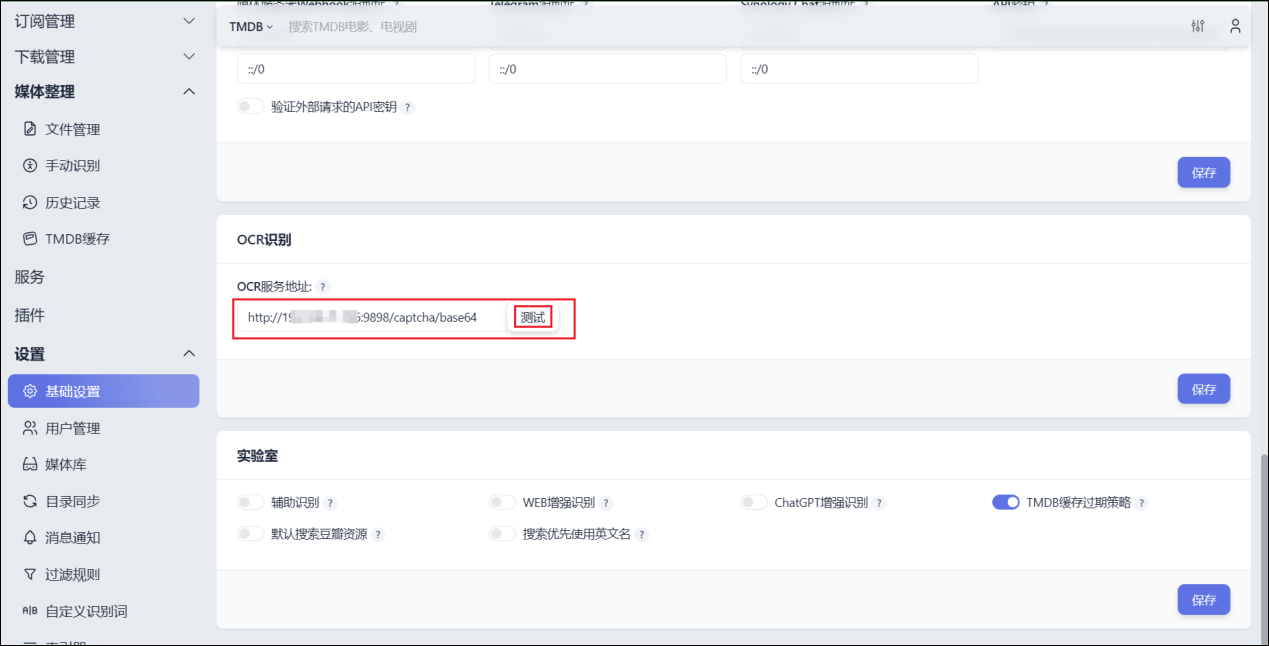 订阅管理
下载管理
媒体整理
文件管理
手动识别
历史记录
TMDB缓存
服务
插件
设置
基础设置
用户管理
媒体库
目录同步
消息通知
过滤规则
A|B 自定义识别词
TMDB 搜索TMDB电影、电视剧
::/0 ::/0 ::/0
验证外部请求的API密钥 ?
保存
OCR识别
OCR服务地址: ?
http://19 :9898/captcha/base64 测试
保存
实验室
辅助识别 ? WEB增强识别 ? ChatGPT增强识别 ? TMDB缓存过期策略 ?
默认搜索豆瓣资源 ? 搜索优先使用英文名 ?
保存